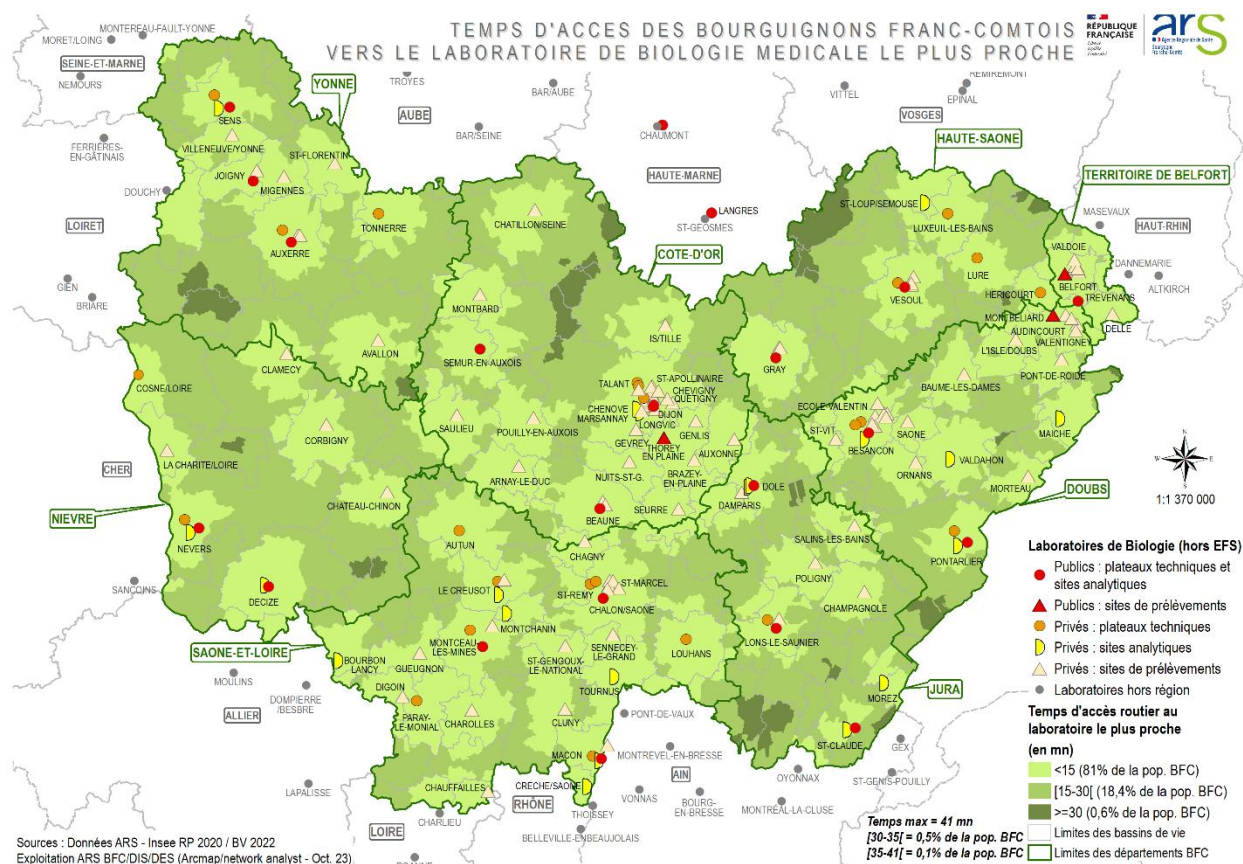 TEMPS D'ACCES DES BOURGUIGNONS FRANC-COMTOIS
VERS LE LABORATOIRE DE BIOLOGIE MEDICALE LE PLUS PROCHE
RÉPUBLIQUE
FRANÇAISE
Liberté
Égalité
Fraternité
ars
Agence Régionale de Santé
Bourgogne
Franche-Comté
MONTEREAU-FAULT-YONNE
MORET/LOING
SEINE-ET-MARNE
NEMOURS
YONNE
TROYES
BAR/AUBE
VITTEL
REMIREMONT
EPINAL
SENS
AUBE
BAR/SEINE
CHAUMONT
VOSGES
FERRIÈRES-
EN-GÂTINAIS
VILLENEUVE/YONNE
ST-FLORENTIN
HAUTE-SAONE
JOIGNY
MIGENNES
HAUTE-MARNE
TERRITOIRE DE BELFORT
DOUCHY
LOIRET
TONNERRE
CHATILLON/SEINE
LANGRES
ST-GEOSMES
ST-LOUP/SEMOUSE
LUXEUIL-LES-BAINS
MASEVAUX
HAUT-RHIN
AUXERRE
COTE-D'OR
VALDOIE
DANNEMARIE
ALTKIRCH
GIEN
BRIARE
LURE
BELFORT
VESOUL
HERICOURT
TREVENANS
MONTBARD
MONTBELIARD
AUDINCOURT
DELLE
VALENTIGNEY
IS/TILLE
L'ISLE/DOUBS
AVALLON
SEMUR-EN-AUXOIS
GRAY
PONT-DE-ROIDE
CLAMECY
COSNE/LOIRE
TALANT
ST-APOLLINAIRE
CHEVIGNY
QUETIGNY
BAUME-LES-DAMES
CHENOVE
MARSANNAY
DIJON
LONGVIC
ECOLE-VALENTIN
SAULIEU
POUILLY-EN-AUXOIS
ST-VIT
SAONE
MAICHE
CORBIGNY
GEVREY
THOREY
EN PLAINE
GENLIS
AUXONNE
BESANCON
CHER
LA CHARITE/LOIRE
ORNANS
VALDAHON
ARNAY-LE-DUC
NUITS-ST-G.
BRAZEY-
EN-PLAINE
DOLE
MORTEAU
1:1 370 000
CHATEAU-CHINON
DAMPARIS
DOUBS
NIEVRE
BEAUNE
SEURRE
NEVERS
AUTUN
CHAGNY
SALINS-LES-BAINS
PONTARLIER
Laboratoires de Biologie (hors EFS)
Publics : plateaux techniques et
sites analytiques
Publics : sites de prélèvements
Privés : plateaux techniques
Privés : sites analytiques
Privés : sites de prélèvements
Laboratoires hors région
SANCOINS
DECIZE
LE CREUSOT
ST-MARCEL
ST-REMY
CHALON/SAONE
POLIGNY
CHAMPAGNOLE
MONTCHANIN
LONS-LE-SAUNIER
SAONE-ET-LOIRE
MONTCEAU-
LES-MINES
SENNECEY-
LE-GRAND
LOUHANS
BOURBON
LANCY
GUEUGNON
ST-GENGOUX
LE-NATIONAL
MOULINS
DOMPIERRE
/BESBRE
DIGOIN
TOURNUS
MOREZ
JURA
ALLIER
PARAY-
LE-MONIAL
CHAROLLES
CLUNY
PONT-DE-VAUX
ST-CLAUDE
MACON
MONTREVEL-EN-BRESSE
GEX
AIN
OYONNAX
ST-GENIS-POUILLY
LAPALISSE
CHAUFFAILLES
CRECHE/SAONE
VONNAS
BOURG-
EN-BRESSE
MONTRÉAL-LA-CLUSE
RHÔNE
THOISSEY
CHARLIEU
LOIRE
BELLEVILLE-EN-BEAUJOLAIS
Temps d'accès routier au
laboratoire le plus proche
(en mn)
<15 (81% de la pop. BFC)
[15-30[ (18,4% de la pop. BFC)
>=30 (0,6% de la pop. BFC)
Limites des bassins de vie
Limites des départements BFC
Temps max = 41 mn
[30-35[ = 0,5% de la pop. BFC
[35-41[ = 0,1% de la pop. BFC
Sources : Données ARS - Insee RP 2020 / BV 2022
Exploitation ARS BFC/DIS/DES (Arcmap/network analyst - Oct. 23)